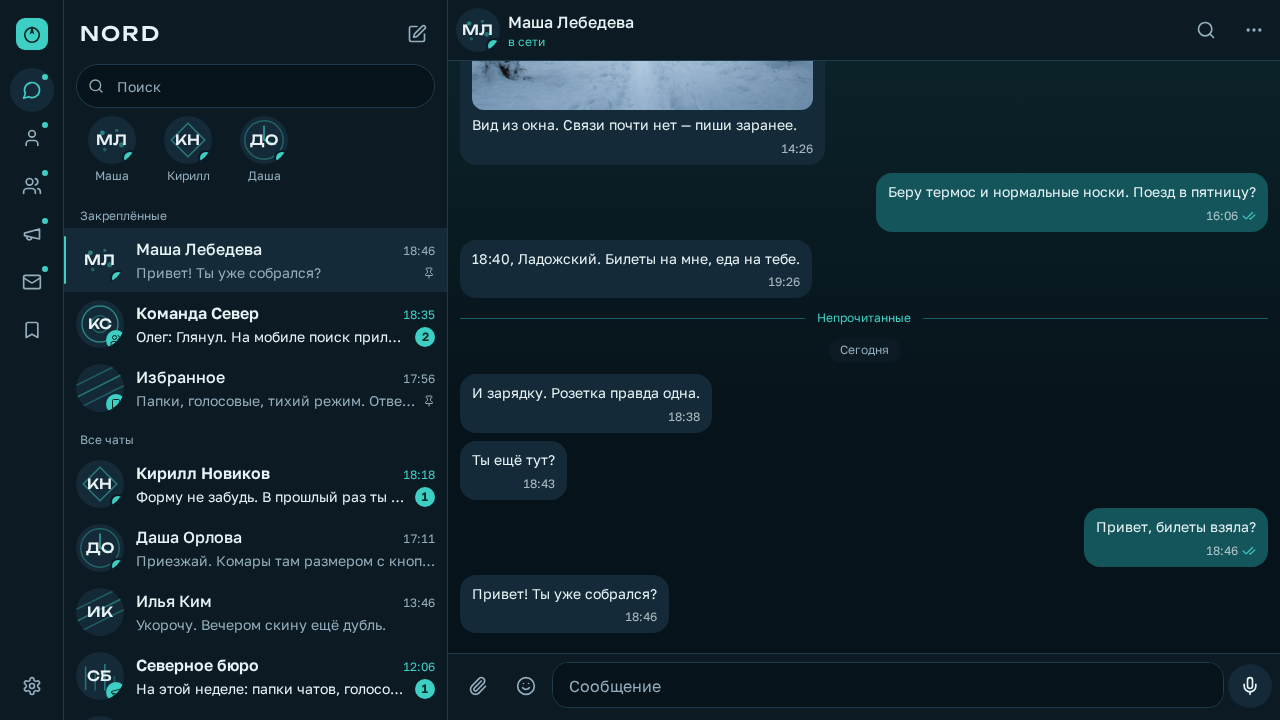 NORD
Поиск
МЛ
КН
ДО
Маша
Кирилл
Даша
Закреплённые
МЛ
Маша Лебедева
18:46
Привет! Ты уже собрался?
КС
Команда Север
18:35
Олег: Глянул. На мобиле поиск прил...
2
Избранное
17:56
Папки, голосовые, тихий режим. Отве...
Все чаты
КН
Кирилл Новиков
18:18
Форму не забудь. В прошлый раз ты ...
1
ДО
Даша Орлова
17:11
Приезжай. Комары там размером с кноп...
ИК
Илья Ким
13:46
Укорочу. Вечером скину ещё дубль.
СБ
Северное бюро
12:06
На этой неделе: папки чатов, голосо...
1
МЛ
Маша Лебедева
в сети
Вид из окна. Связи почти нет — пиши заранее.
14:26
Беру термос и нормальные носки. Поезд в пятницу?
16:06
18:40, Ладожский. Билеты на мне, еда на тебе.
19:26
Непрочитанные
Сегодня
И зарядку. Розетка правда одна.
18:38
Ты ещё тут?
18:43
Привет, билеты взяла?
18:46
Привет! Ты уже собрался?
18:46
Сообщение